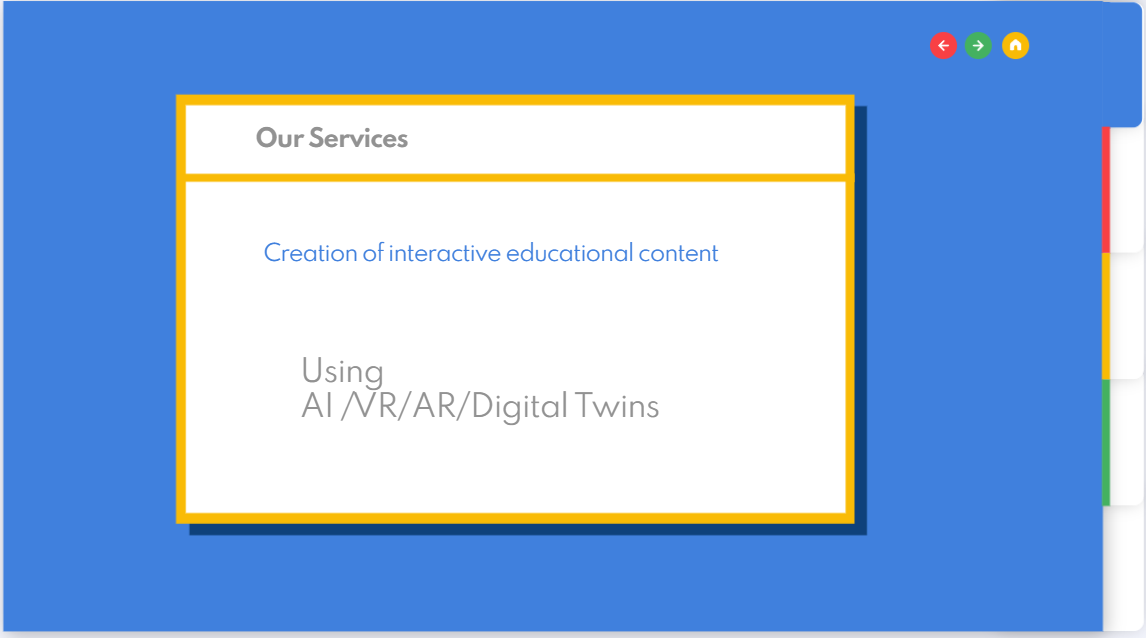 Our Services
Creation of interactive educational content
Using
AI /VR/AR/Digital Twins